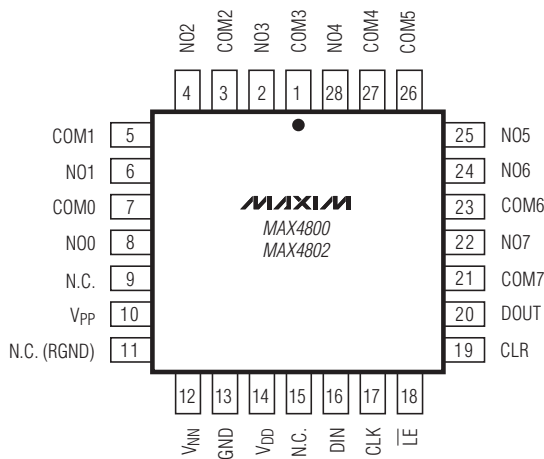 NO2 COM2 NO3 COM3 NO4 COM4 COM5
4 3 2 1 28 27 26
COM1 5 25 NO5
NO1 6 24 NO6
COM0 7 MAXIM 23 COM6
MAX4800
NO0 8 MAX4802 22 NO7
N.C. 9 21 COM7
VPP 10 20 DOUT
N.C. (RGND) 11 19 CLR
12 13 14 15 16 17 18
VNN GND VDD N.C. DIN CLK L̅E̅